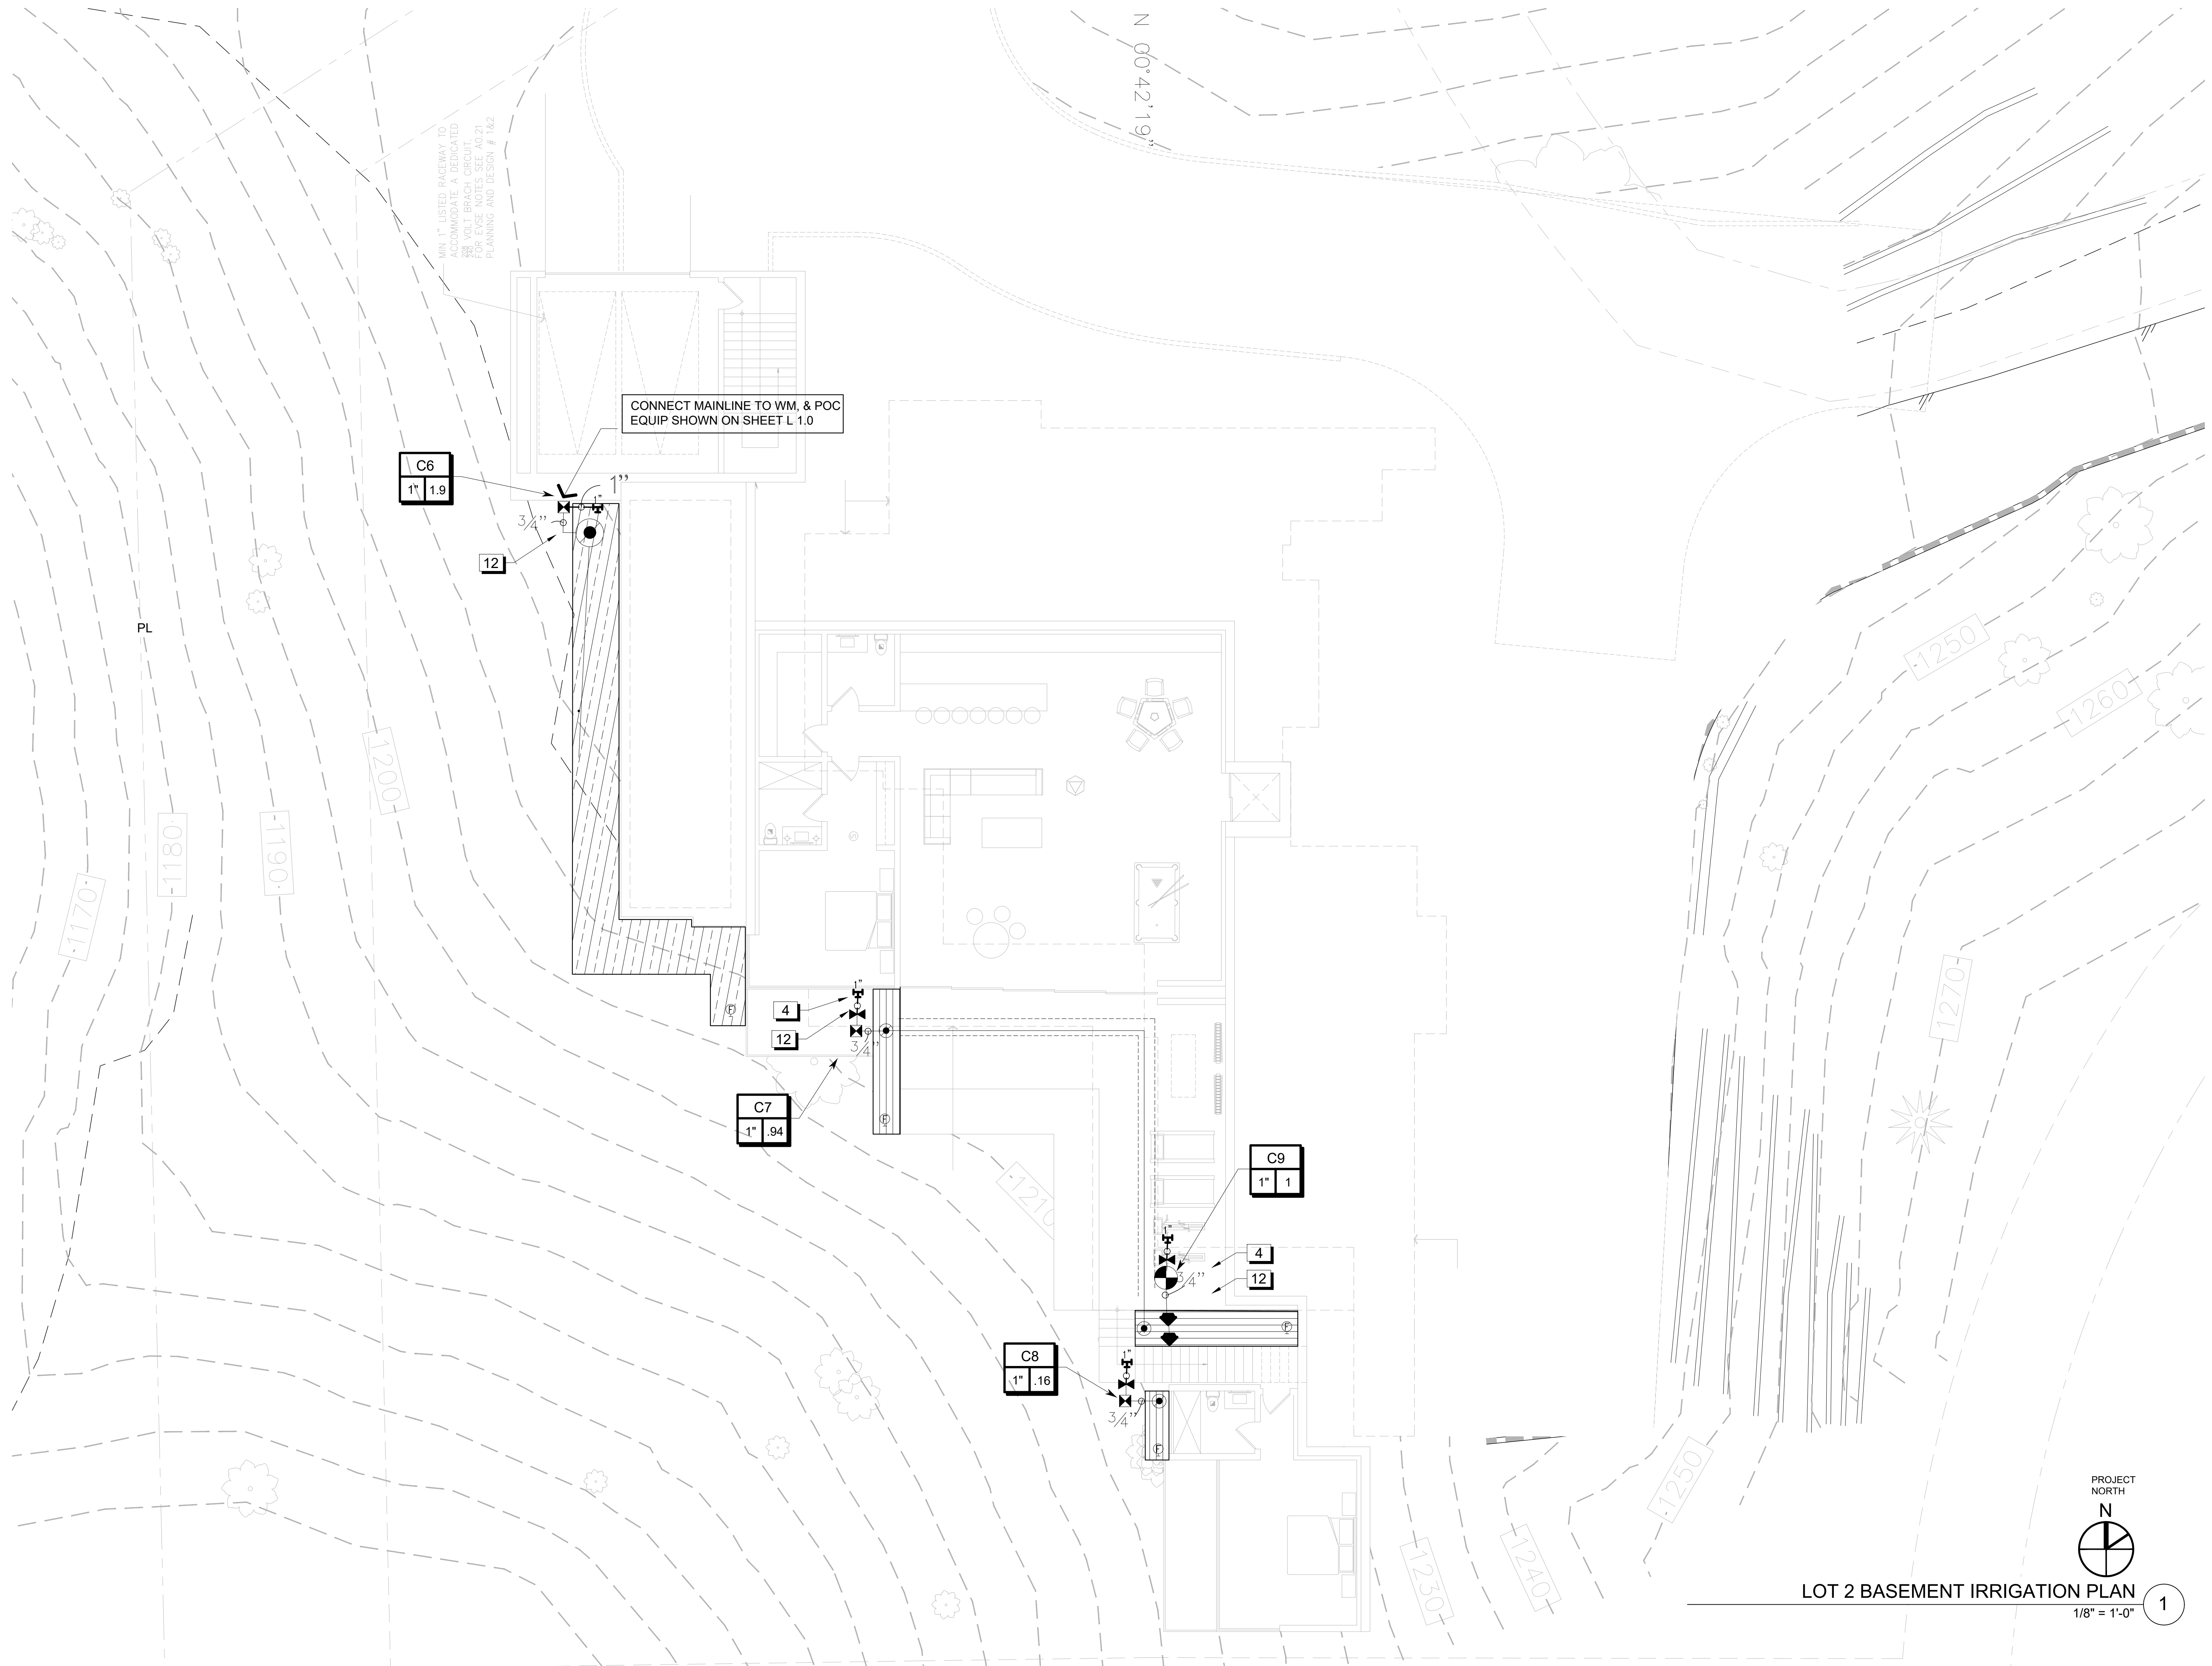 N 00°42'19"
MIN 1" LISTED RACEWAY TO
ACCOMMODATE A DEDICATED
VOLT BRACH CIRCUIT.
FOR EVSE NOTES SEE A0.21
PLANNING AND DESIGN # 1&2
CONNECT MAINLINE TO WM, & POC
EQUIP SHOWN ON SHEET L 1.0
C6
1" 1.9
1"
1"
3/4"
12
PL
1250
1260
1200
1180
1190
1170
1270
1"
4
12
3/4"
F
F
C7
1" .94
C9
1" 1
1210
1"
4
12
3/4"
F
C8
1" .16
1"
3/4"
F
1250
1230
1240
PROJECT
NORTH
N
LOT 2 BASEMENT IRRIGATION PLAN
1
1/8" = 1'-0"